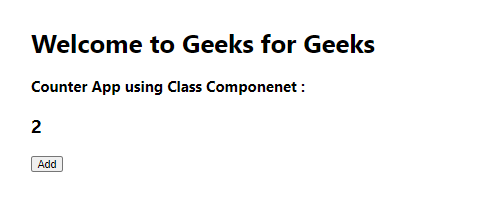 Welcome to Geeks for Geeks
Counter App using Class Componenet :
2
Add